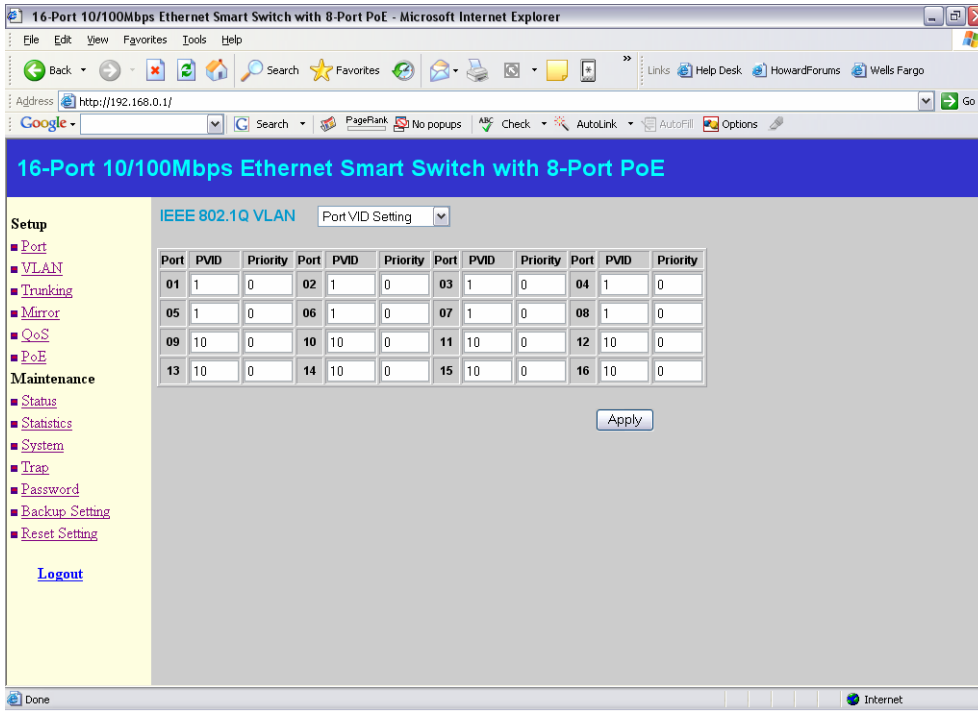 16-Port 10/100Mbps Ethernet Smart Switch with 8-Port PoE - Microsoft Internet Explorer
File Edit View Favorites Tools Help
Back Search Favorites » Links Help Desk HowardForums Wells Fargo
Address http://192.168.0.1/ Go
Google Search PageRank No popups ABC Check AutoLink AutoFill Options
16-Port 10/100Mbps Ethernet Smart Switch with 8-Port PoE
Setup
Port
VLAN
Trunking
Mirror
QoS
PoE
Maintenance
Status
Statistics
System
Trap
Password
Backup Setting
Reset Setting
Logout
IEEE 802.1Q VLAN Port VID Setting
Port PVID Priority Port PVID Priority Port PVID Priority Port PVID Priority
01 1 0 02 1 0 03 1 0 04 1 0
05 1 0 06 1 0 07 1 0 08 1 0
09 10 0 10 10 0 11 10 0 12 10 0
13 10 0 14 10 0 15 10 0 16 10 0
Apply
Done Internet